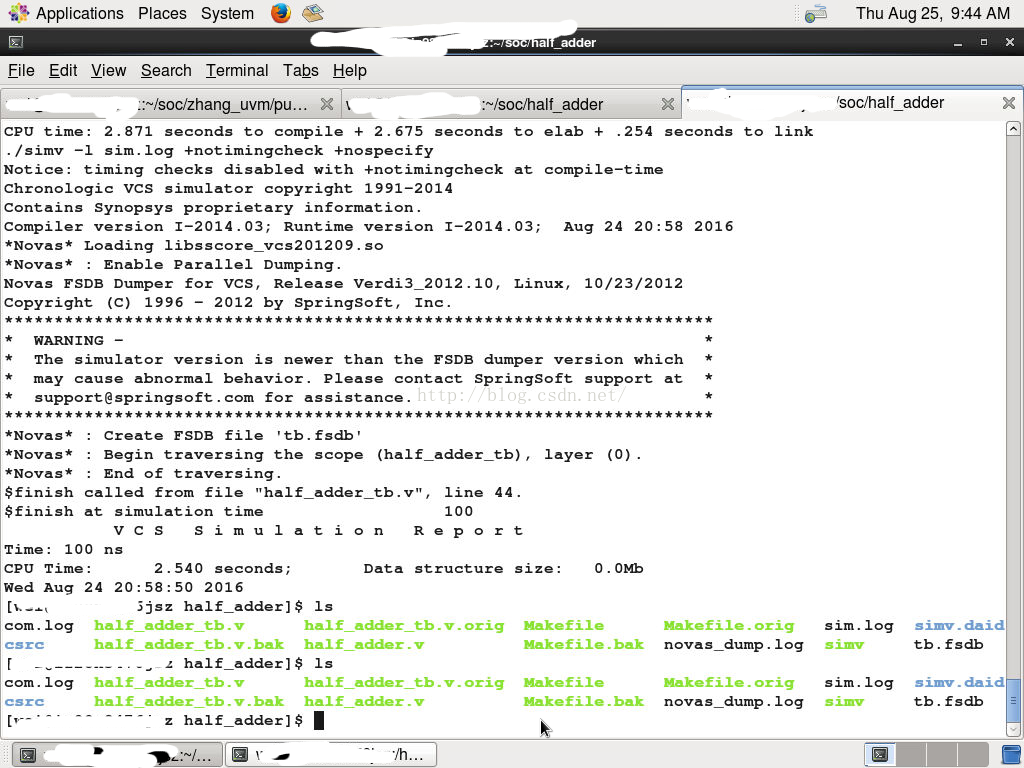 Applications Places System Thu Aug 25, 9:44 AM
:~/soc/half_adder
File Edit View Search Terminal Tabs Help
:~/soc/zhang_uvm/pu... :~/soc/half_adder /soc/half_adder
CPU time: 2.871 seconds to compile + 2.675 seconds to elab + .254 seconds to link
./simv -l sim.log +notimingcheck +nospecify
Notice: timing checks disabled with +notimingcheck at compile-time
Chronologic VCS simulator copyright 1991-2014
Contains Synopsys proprietary information.
Compiler version I-2014.03; Runtime version I-2014.03;  Aug 24 20:58 2016
*Novas* Loading libsscore_vcs201209.so
*Novas* : Enable Parallel Dumping.
Novas FSDB Dumper for VCS, Release Verdi3_2012.10, Linux, 10/23/2012
Copyright (C) 1996 - 2012 by SpringSoft, Inc.
***********************************************************************
*  WARNING -                                                          *
*  The simulator version is newer than the FSDB dumper version which  *
*  may cause abnormal behavior. Please contact SpringSoft support at  *
*  support@springsoft.com for assistance. http://blog.csdn.net/       *
***********************************************************************
*Novas* : Create FSDB file 'tb.fsdb'
*Novas* : Begin traversing the scope (half_adder_tb), layer (0).
*Novas* : End of traversing.
$finish called from file "half_adder_tb.v", line 44.
$finish at simulation time                  100
V C S   S i m u l a t i o n   R e p o r t
Time: 100 ns
CPU Time:      2.540 seconds;       Data structure size:   0.0Mb
Wed Aug 24 20:58:50 2016
5jsz half_adder]$ ls
com.log  half_adder_tb.v      half_adder_tb.v.orig  Makefile      Makefile.orig   sim.log  simv.daid
csrc     half_adder_tb.v.bak  half_adder.v          Makefile.bak  novas_dump.log  simv     tb.fsdb
half_adder]$ ls
com.log  half_adder_tb.v      half_adder_tb.v.orig  Makefile      Makefile.orig   sim.log  simv.daid
csrc     half_adder_tb.v.bak  half_adder.v          Makefile.bak  novas_dump.log  simv     tb.fsdb
z half_adder]$
:~/... /h...